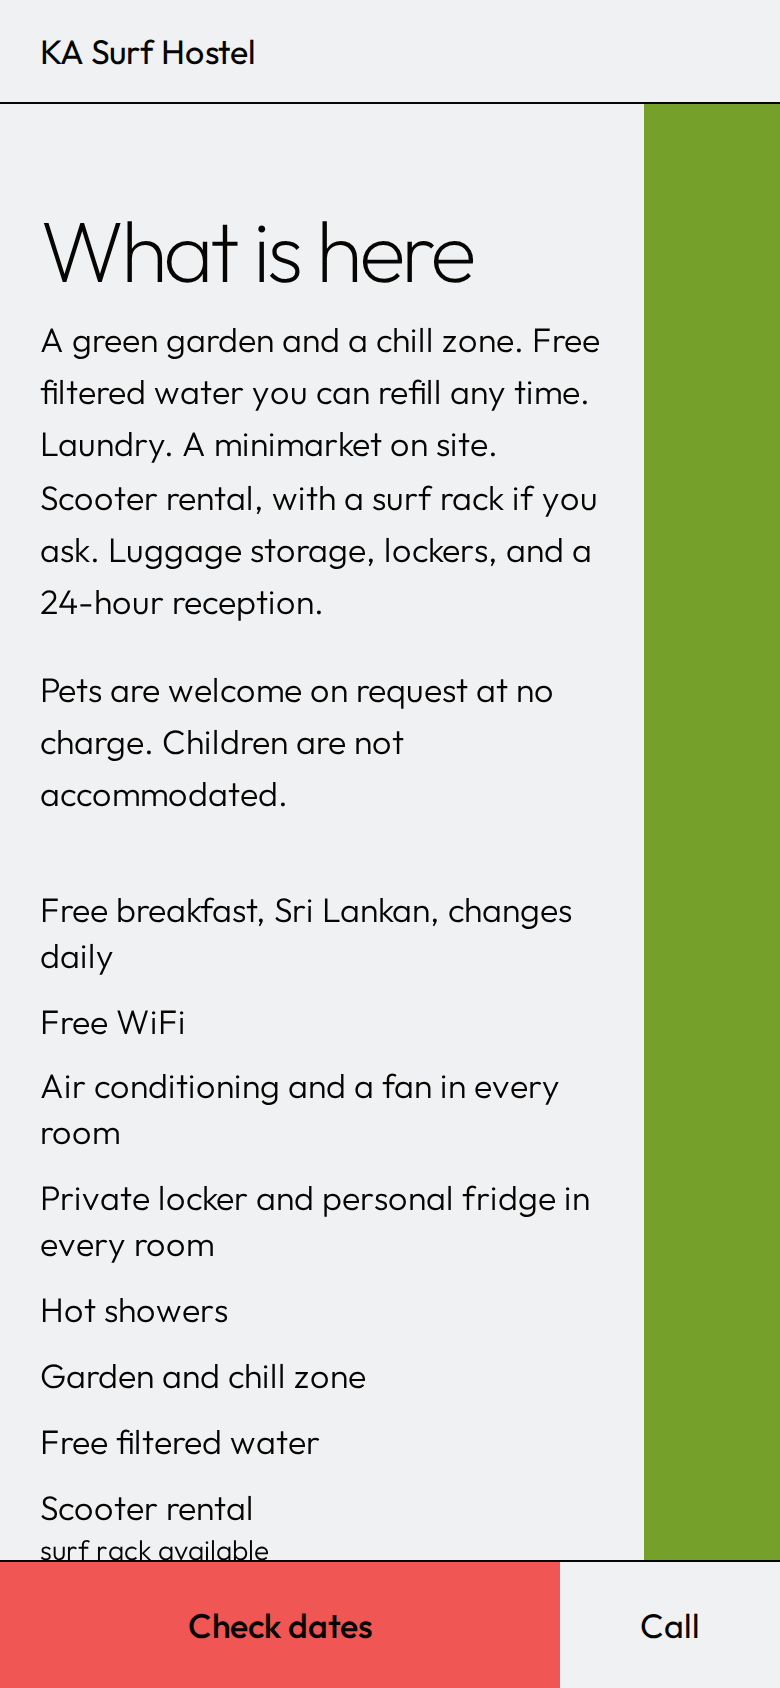 KA Surf Hostel
What is here
A green garden and a chill zone. Free
filtered water you can refill any time.
Laundry. A minimarket on site.
Scooter rental, with a surf rack if you
ask. Luggage storage, lockers, and a
24-hour reception.
Pets are welcome on request at no
charge. Children are not
accommodated.
Free breakfast, Sri Lankan, changes
daily
Free WiFi
Air conditioning and a fan in every
room
Private locker and personal fridge in
every room
Hot showers
Garden and chill zone
Free filtered water
Scooter rental
surf rack available
Check dates
Call